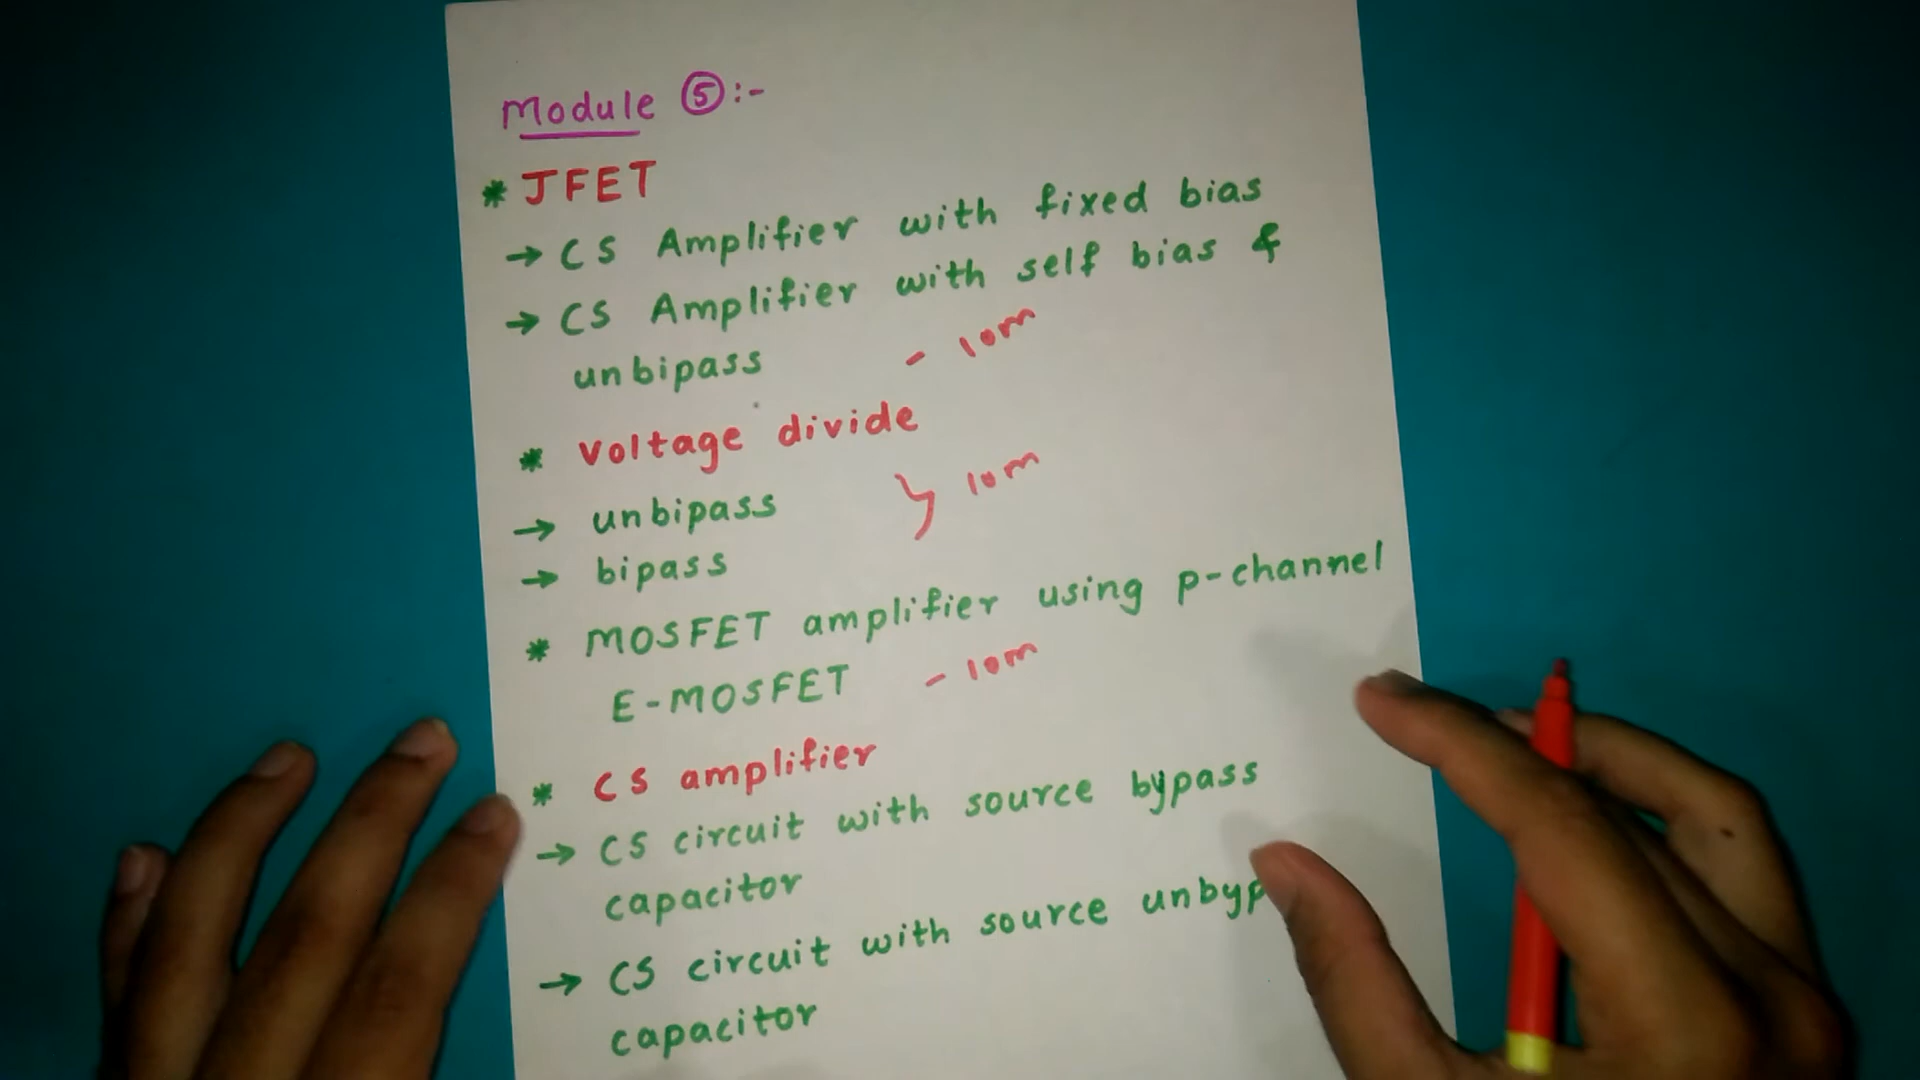 Module ⑤:-
* JFET
→ CS Amplifier with fixed bias
→ CS Amplifier with self bias &
unbipass - 10m
* Voltage divide
→ unbipass } 10m
→ bipass
* MOSFET amplifier using p-channel
E-MOSFET - 10m
* CS amplifier
→ CS circuit with source bypass
capacitor
→ CS circuit with source
capacitor